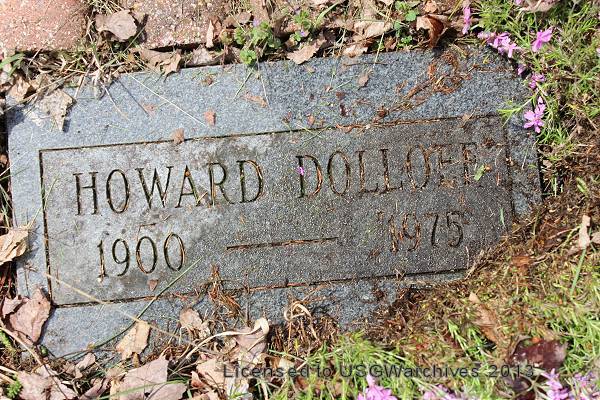 HOWARD DOLLOFF
1900 — 1975
Licensed to USGWarchives 2013